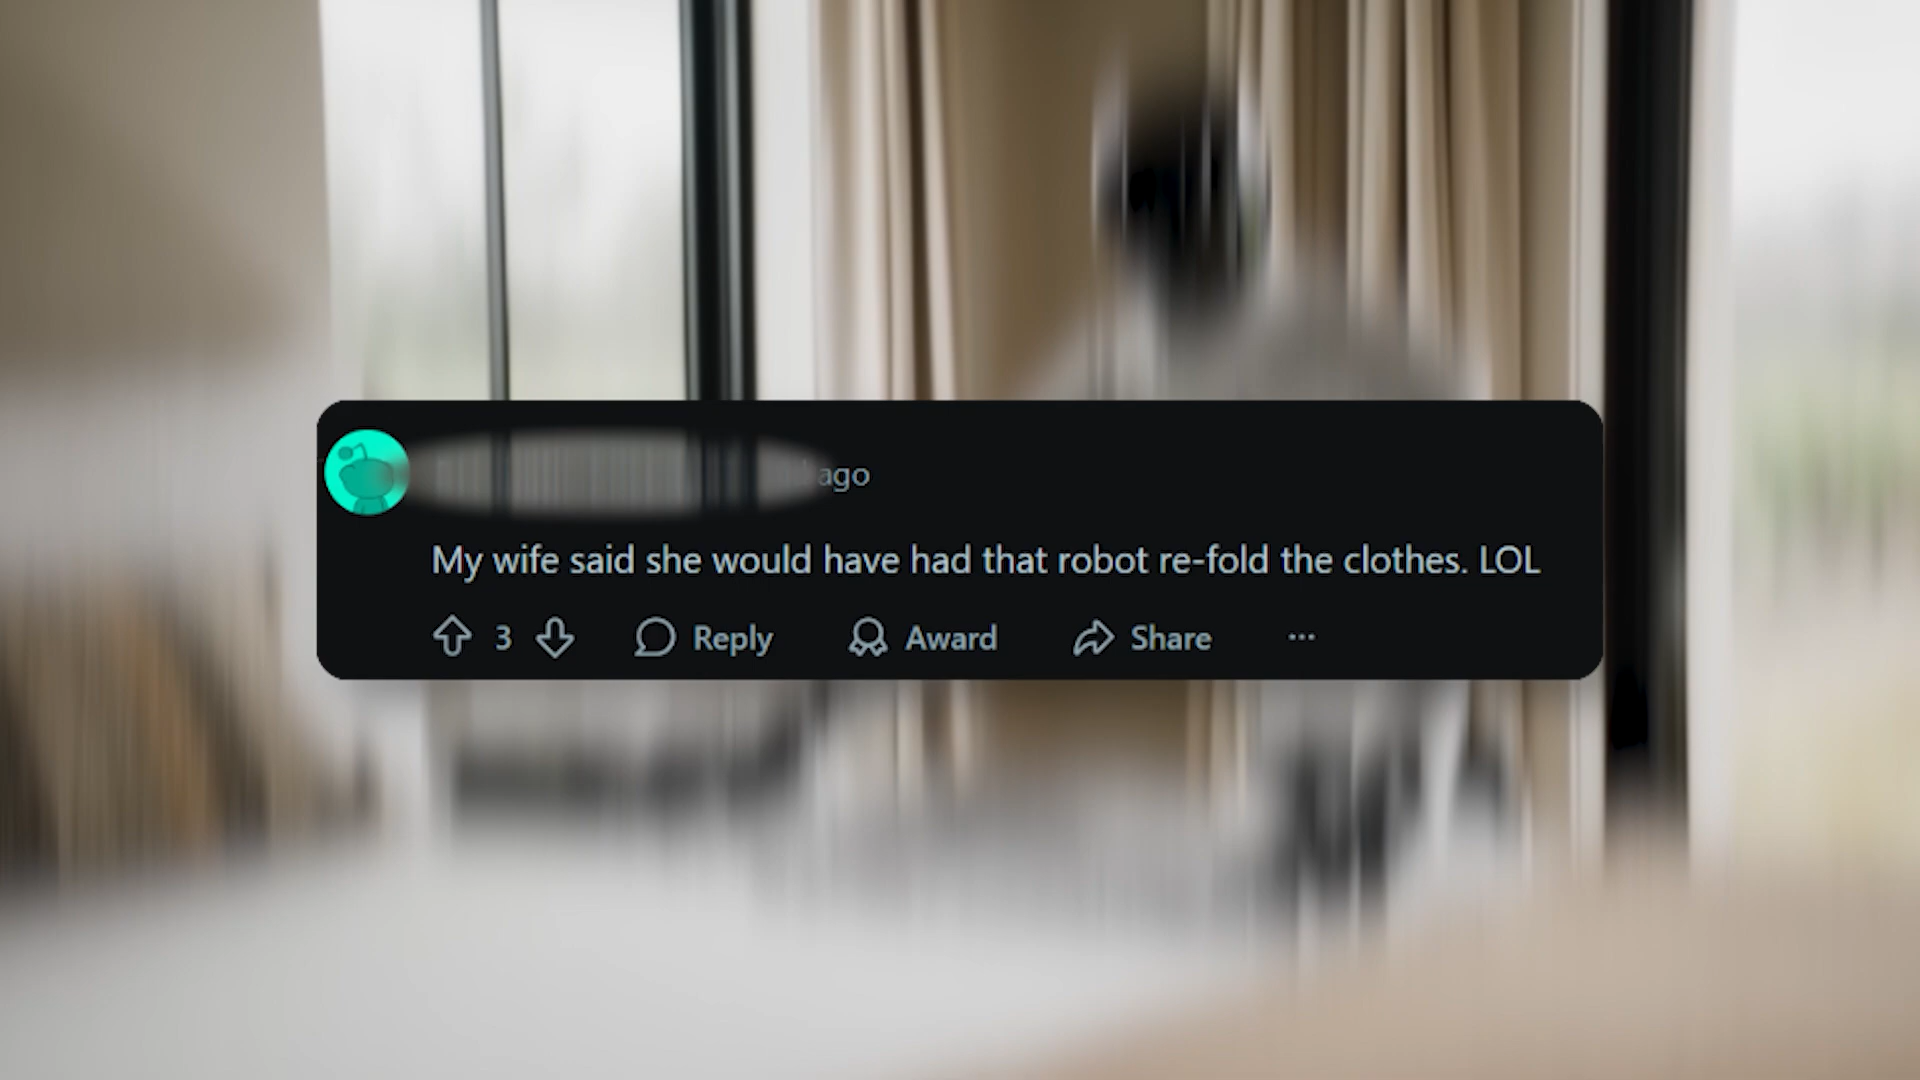 ago
My wife said she would have had that robot re-fold the clothes. LOL
3 Reply Award Share ...